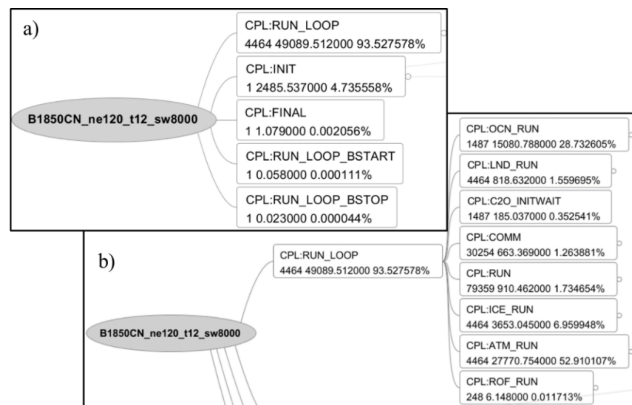 a)
B1850CN_ne120_t12_sw8000
CPL:RUN_LOOP
4464 49089.512000 93.527578%
CPL:INIT
1 2485.537000 4.735558%
CPL:FINAL
1 1.079000 0.002056%
CPL:RUN_LOOP_BSTART
1 0.058000 0.000111%
CPL:RUN_LOOP_BSTOP
1 0.023000 0.000044%
b)
B1850CN_ne120_t12_sw8000
CPL:RUN_LOOP
4464 49089.512000 93.527578%
CPL:OCN_RUN
1487 15080.788000 28.732605%
CPL:LND_RUN
4464 818.632000 1.559695%
CPL:C2O_INITWAIT
1487 185.037000 0.352541%
CPL:COMM
30254 663.369000 1.263881%
CPL:RUN
79359 910.462000 1.734654%
CPL:ICE_RUN
4464 3653.045000 6.959948%
CPL:ATM_RUN
4464 27770.754000 52.910107%
CPL:ROF_RUN
248 6.148000 0.011713%